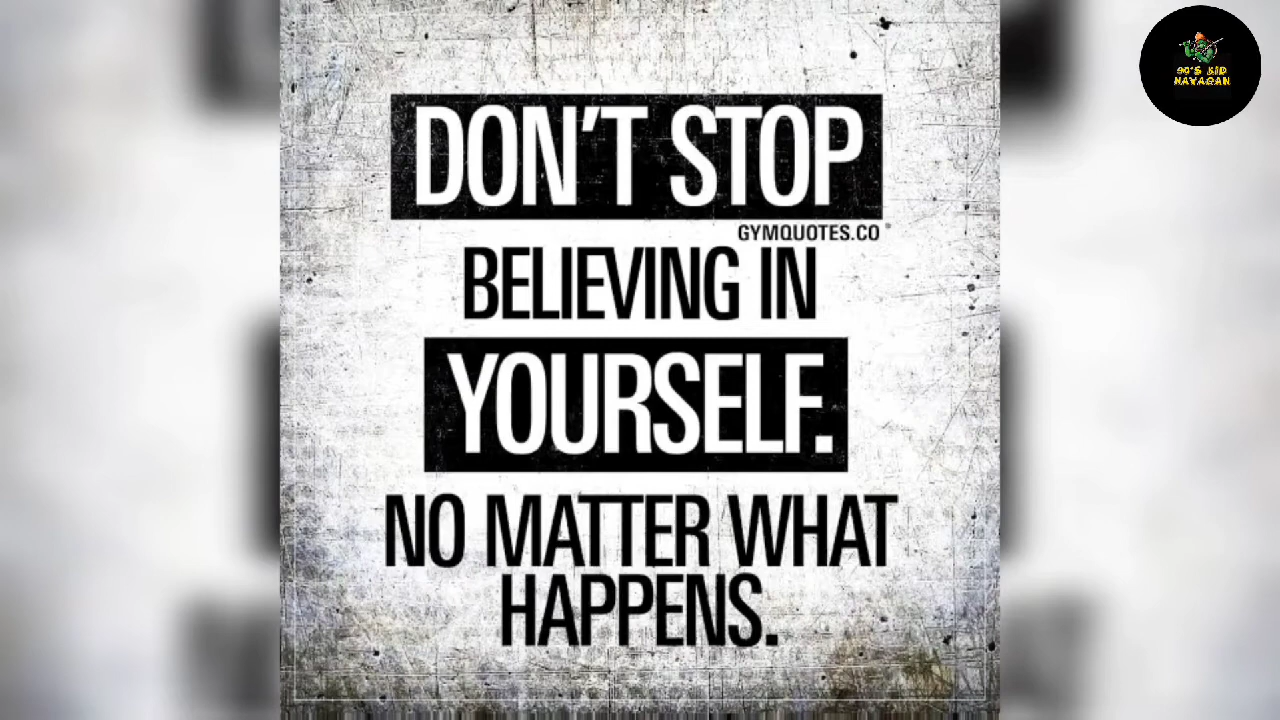 90'S KID
NAYAGAN
DON'T STOP
GYMQUOTES.CO
BELIEVING IN
YOURSELF.
NO MATTER WHAT
HAPPENS.